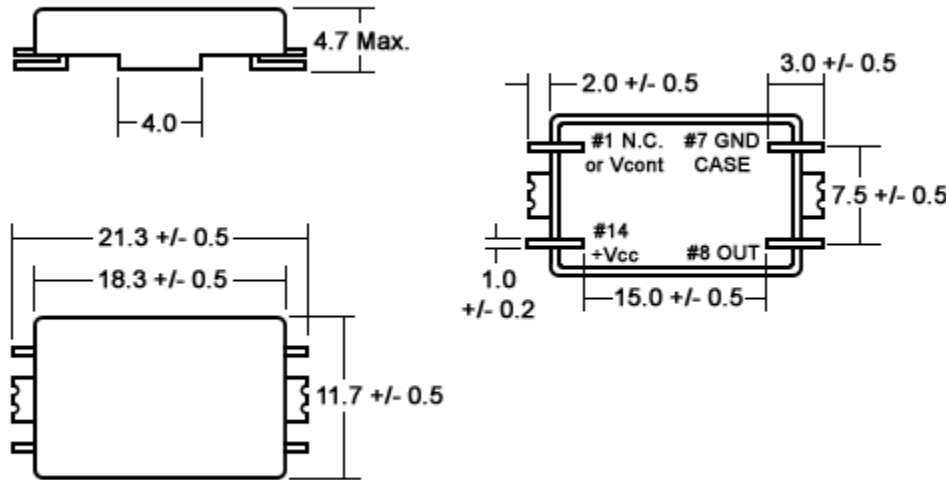 4.7 Max.
4.0
2.0 +/- 0.5
3.0 +/- 0.5
#1 N.C.
or Vcont
#7 GND
CASE
7.5 +/- 0.5
#14
+Vcc
#8 OUT
1.0
+/- 0.2
15.0 +/- 0.5
21.3 +/- 0.5
18.3 +/- 0.5
11.7 +/- 0.5